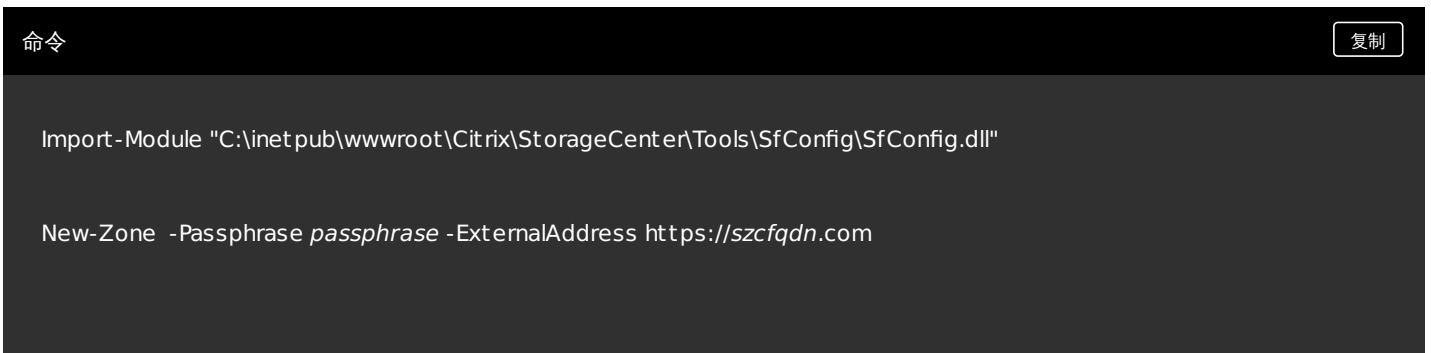 命令
复制
Import-Module "C:\inetpub\wwwroot\Citrix\StorageCenter\Tools\SfConfig\SfConfig.dll"
New-Zone -Passphrase passphrase -ExternalAddress https://szcfqdn.com